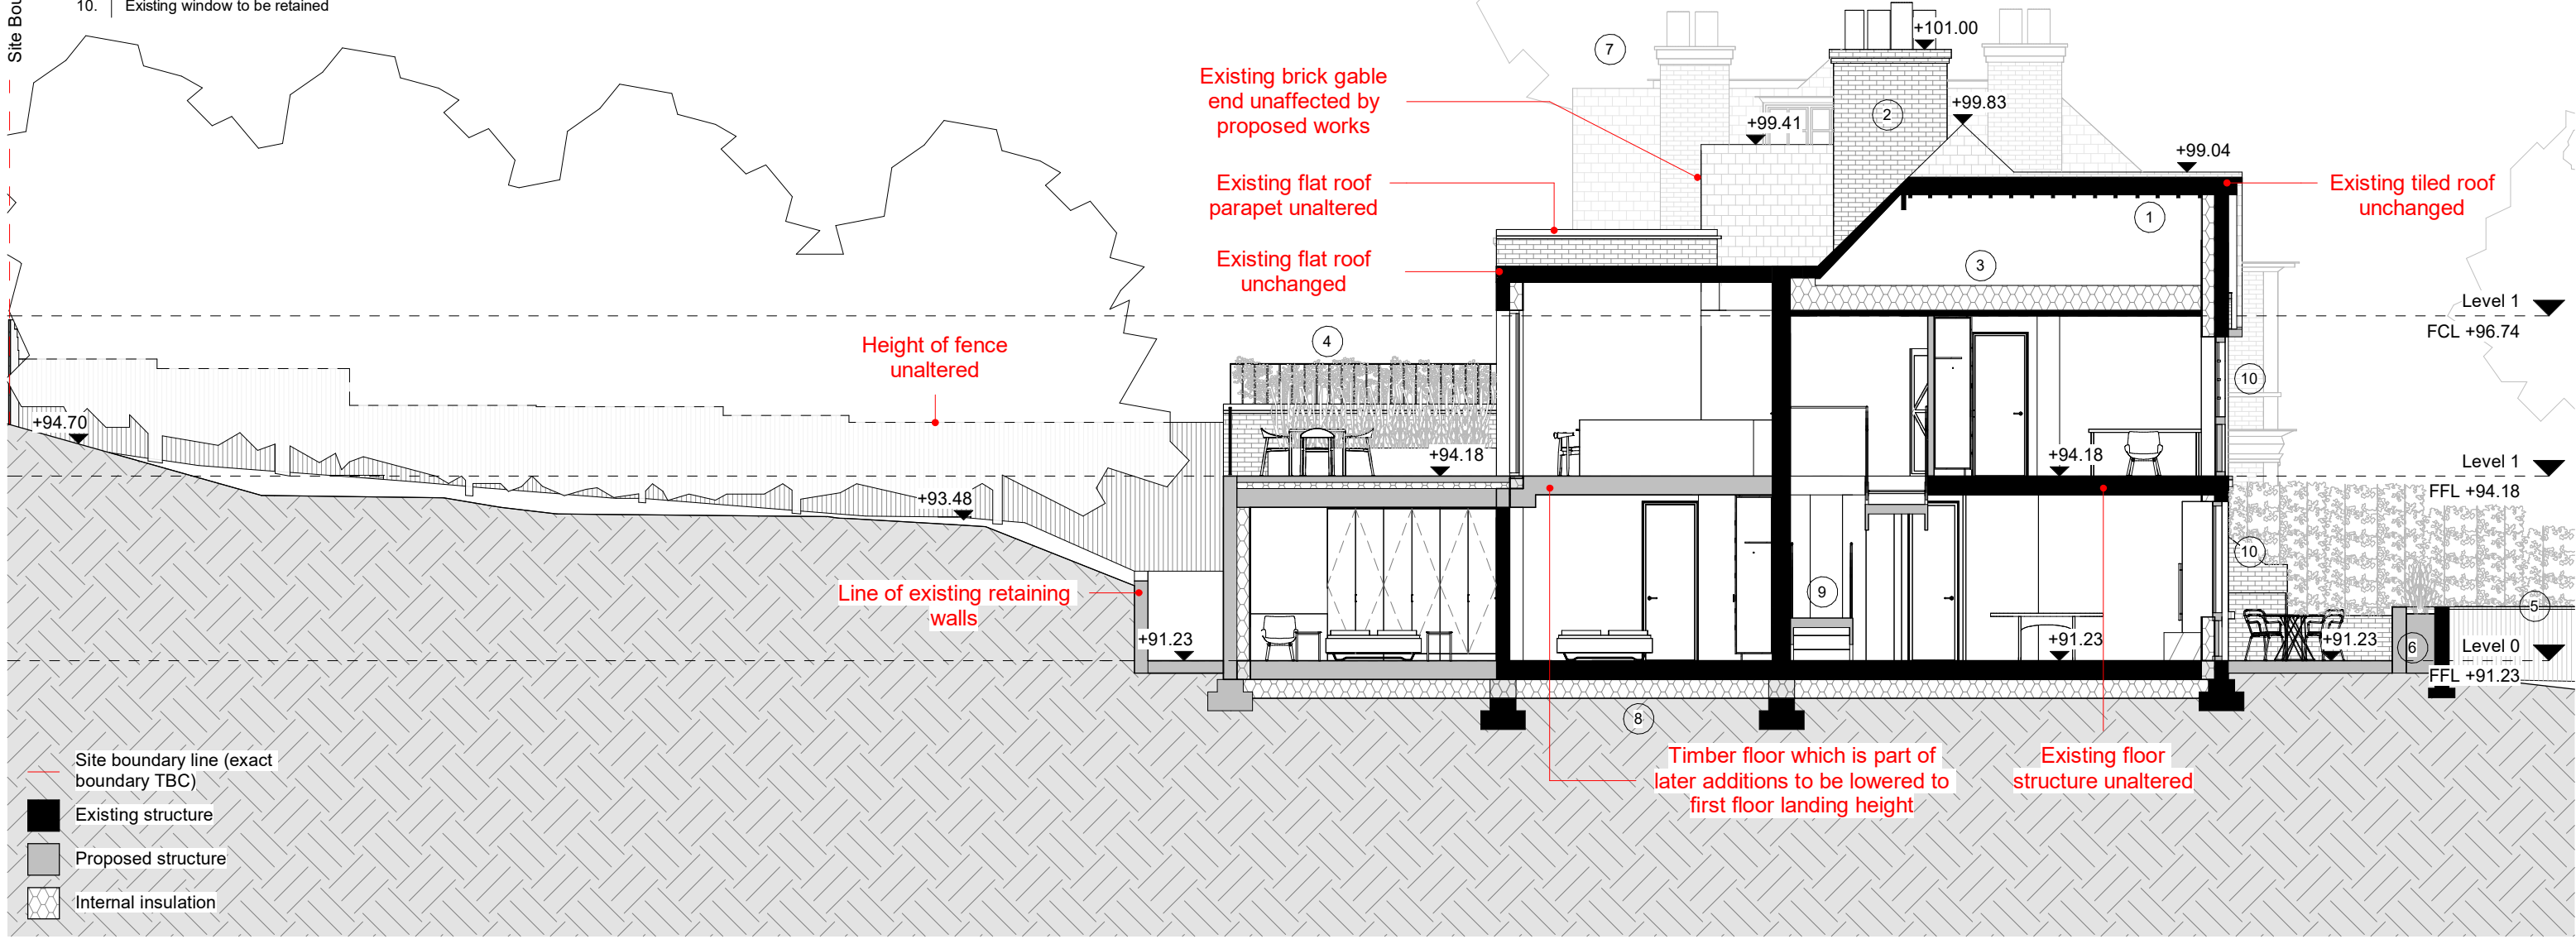 Site Bou
10. Existing window to be retained
7
+101.00
Existing brick gable
end unaffected by
proposed works
2
+99.83
+99.41
+99.04
Existing flat roof
parapet unaltered
Existing tiled roof
unchanged
1
Existing flat roof
unchanged
3
Level 1
FCL +96.74
4
Height of fence
unaltered
10
+94.70
+94.18
+94.18
Level 1
FFL +94.18
+93.48
10
Line of existing retaining
walls
9
5
+91.23
+91.23
+91.23
6
Level 0
FFL +91.23
8
Timber floor which is part of
later additions to be lowered to
first floor landing height
Existing floor
structure unaltered
Site boundary line (exact
boundary TBC)
Existing structure
Proposed structure
Internal insulation